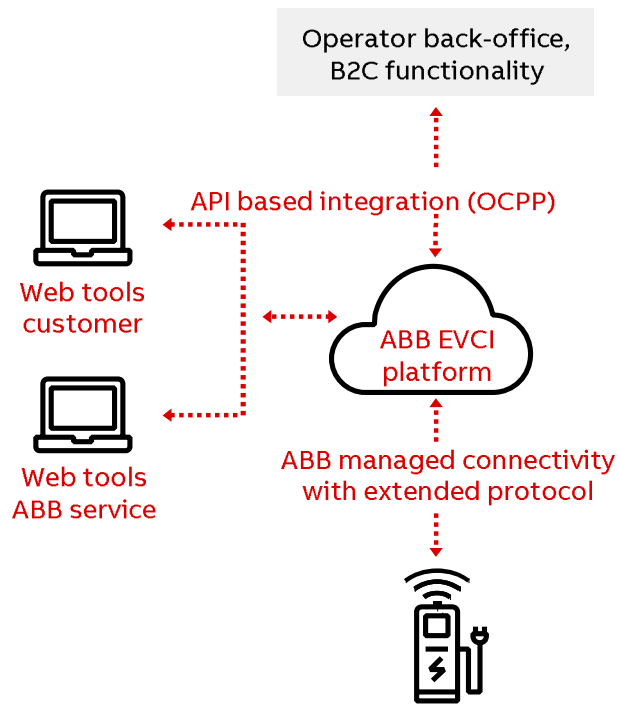 Operator back-office,
B2C functionality
API based integration (OCPP)
Web tools
customer
ABB EVCI
platform
Web tools
ABB service
ABB managed connectivity
with extended protocol